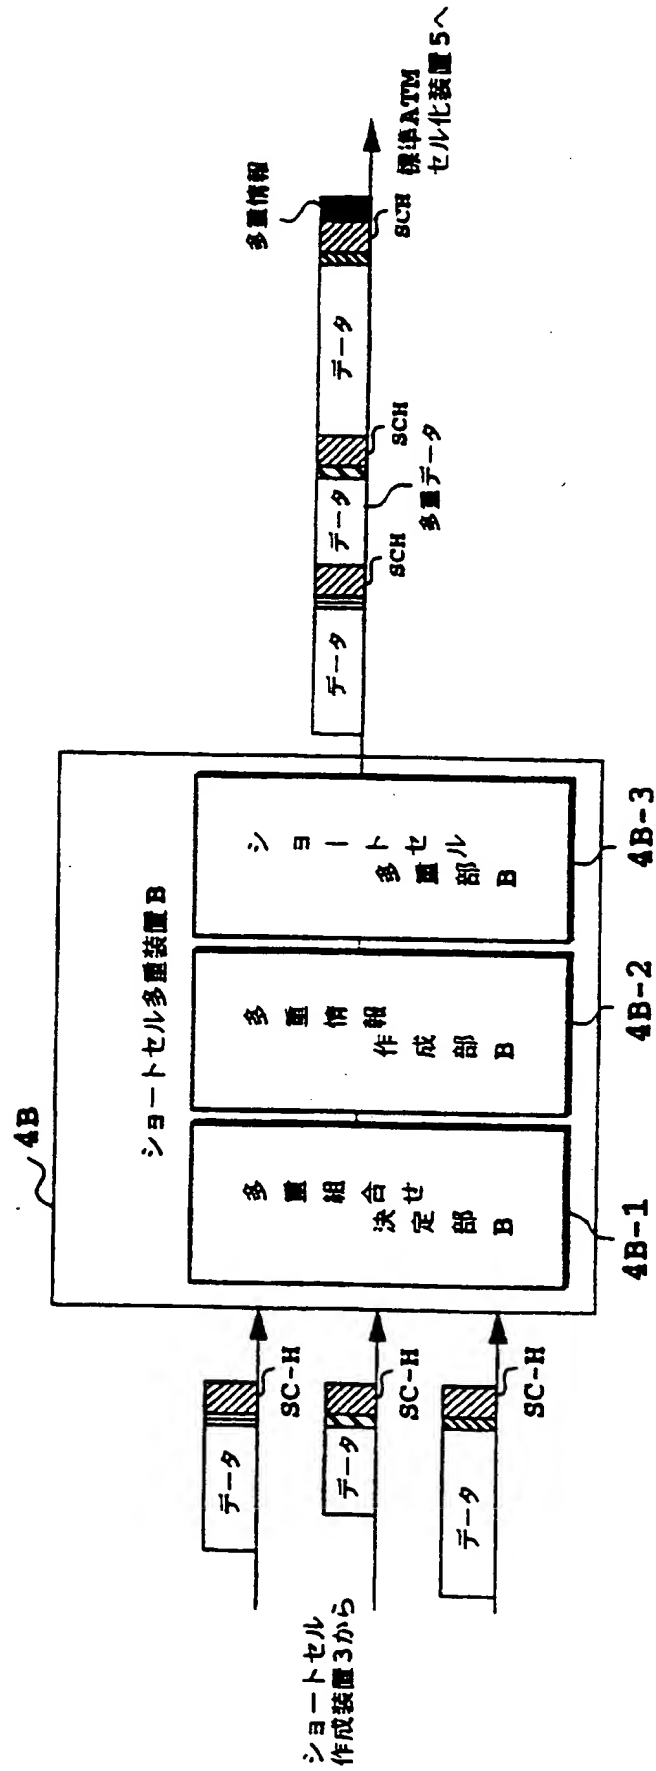 ショートセル
作成装置3から
データ
SC-H
データ
SC-H
データ
SC-H
4B
ショートセル多重装置B
多重組合せ
決定部B
4B-1
多重情報
作成部B
4B-2
ショートセル
多重部B
4B-3
データ
SCH
データ
多重データ
SCH
データ
多重情報
SCH
標準ATM
セル化装置5へ